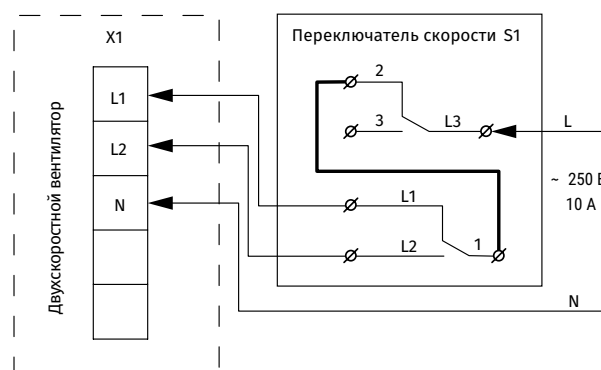 X1
Переключатель скорости S1
Двухскоростной вентилятор
L1
L2
N
2
3
L3
L
~ 250 В
10 А
L1
L2
1
N